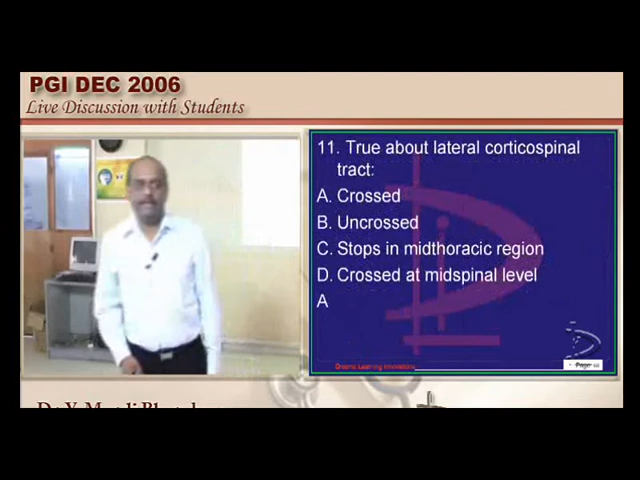 PGI DEC 2006
Live Discussion with Students
11. True about lateral corticospinal
tract:
A. Crossed
B. Uncrossed
C. Stops in midthoracic region
D. Crossed at midspinal level
A
Page